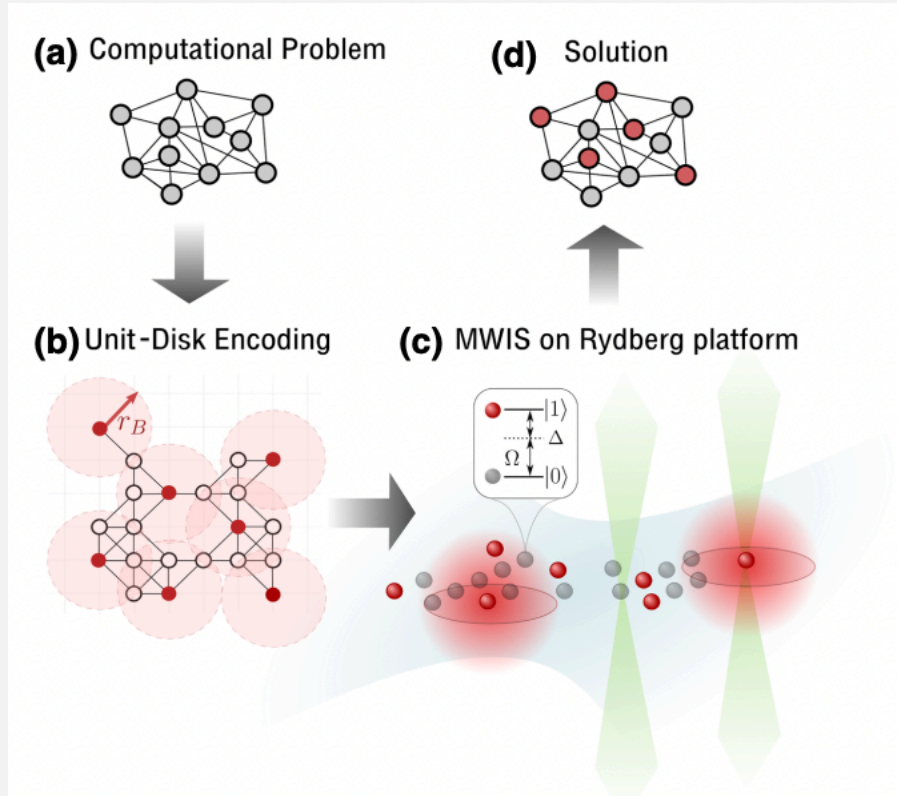 (a) Computational Problem
(d) Solution
(b) Unit-Disk Encoding
(c) MWIS on Rydberg platform
r_B
|1⟩
Δ
Ω
|0⟩